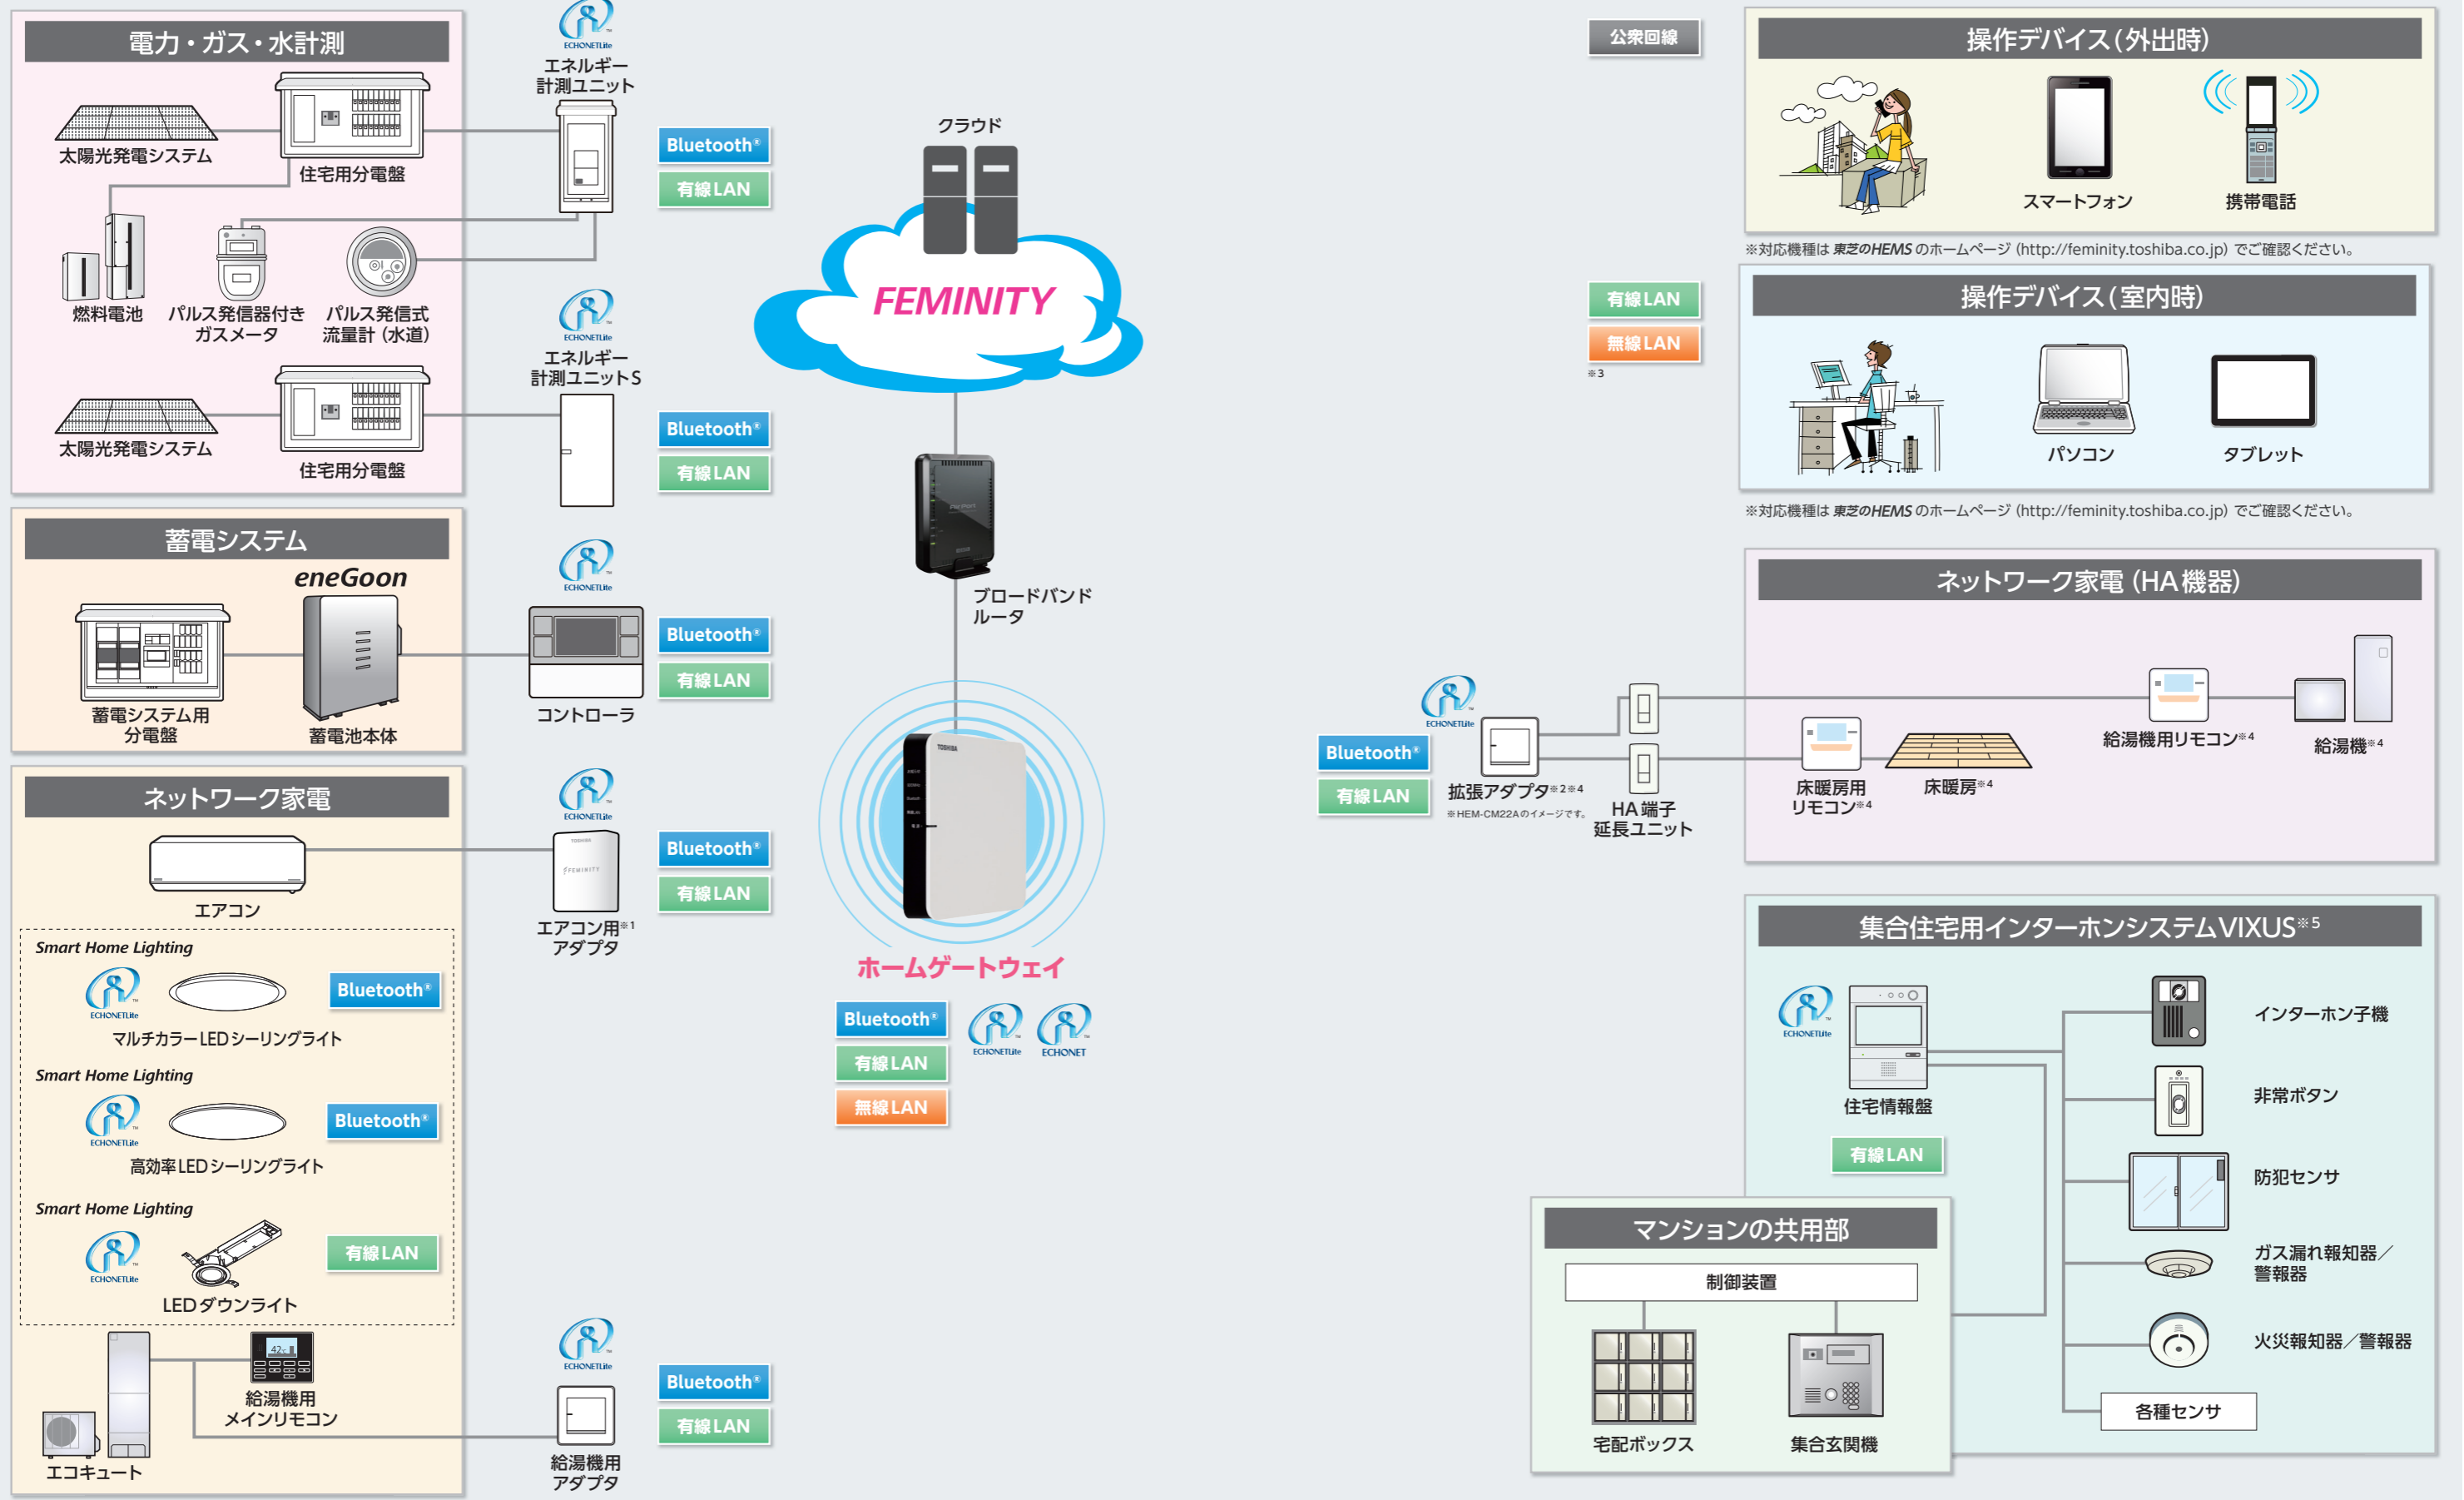 電力・ガス・水計測
太陽光発電システム
住宅用分電盤
燃料電池
パルス発信器付き
ガスメータ
パルス発信式
流量計（水道）
太陽光発電システム
住宅用分電盤
ECHONETLite
エネルギー
計測ユニット
Bluetooth®
有線LAN
ECHONETLite
エネルギー
計測ユニットS
Bluetooth®
有線LAN
蓄電システム
eneGoon
蓄電システム用
分電盤
蓄電池本体
ECHONETLite
コントローラ
Bluetooth®
有線LAN
ネットワーク家電
エアコン
ECHONETLite
TOSHIBA
FEMINITY
エアコン用※1
アダプタ
Bluetooth®
有線LAN
Smart Home Lighting
ECHONETLite
Bluetooth®
マルチカラーLEDシーリングライト
Smart Home Lighting
ECHONETLite
Bluetooth®
高効率LEDシーリングライト
Smart Home Lighting
ECHONETLite
有線LAN
LEDダウンライト
42℃
給湯機用
メインリモコン
エコキュート
ECHONETLite
給湯機用
アダプタ
Bluetooth®
有線LAN
クラウド
FEMINITY
ブロードバンド
ルータ
TOSHIBA
ホームゲートウェイ
Bluetooth®
有線LAN
無線LAN
ECHONETLite
ECHONET
公衆回線
操作デバイス（外出時）
スマートフォン
携帯電話
※対応機種は 東芝のHEMS のホームページ（http://feminity.toshiba.co.jp）でご確認ください。
有線LAN
無線LAN
※3
操作デバイス（室内時）
パソコン
タブレット
※対応機種は 東芝のHEMS のホームページ（http://feminity.toshiba.co.jp）でご確認ください。
ネットワーク家電（HA機器）
ECHONETLite
Bluetooth®
有線LAN
拡張アダプタ※2※4
※HEM-CM22Aのイメージです。
HA端子
延長ユニット
床暖房用
リモコン※4
床暖房※4
給湯機用リモコン※4
給湯機※4
集合住宅用インターホンシステムVIXUS※5
ECHONETLite
住宅情報盤
有線LAN
インターホン子機
非常ボタン
防犯センサ
ガス漏れ報知器／
警報器
火災報知器／警報器
各種センサ
マンションの共用部
制御装置
宅配ボックス
集合玄関機